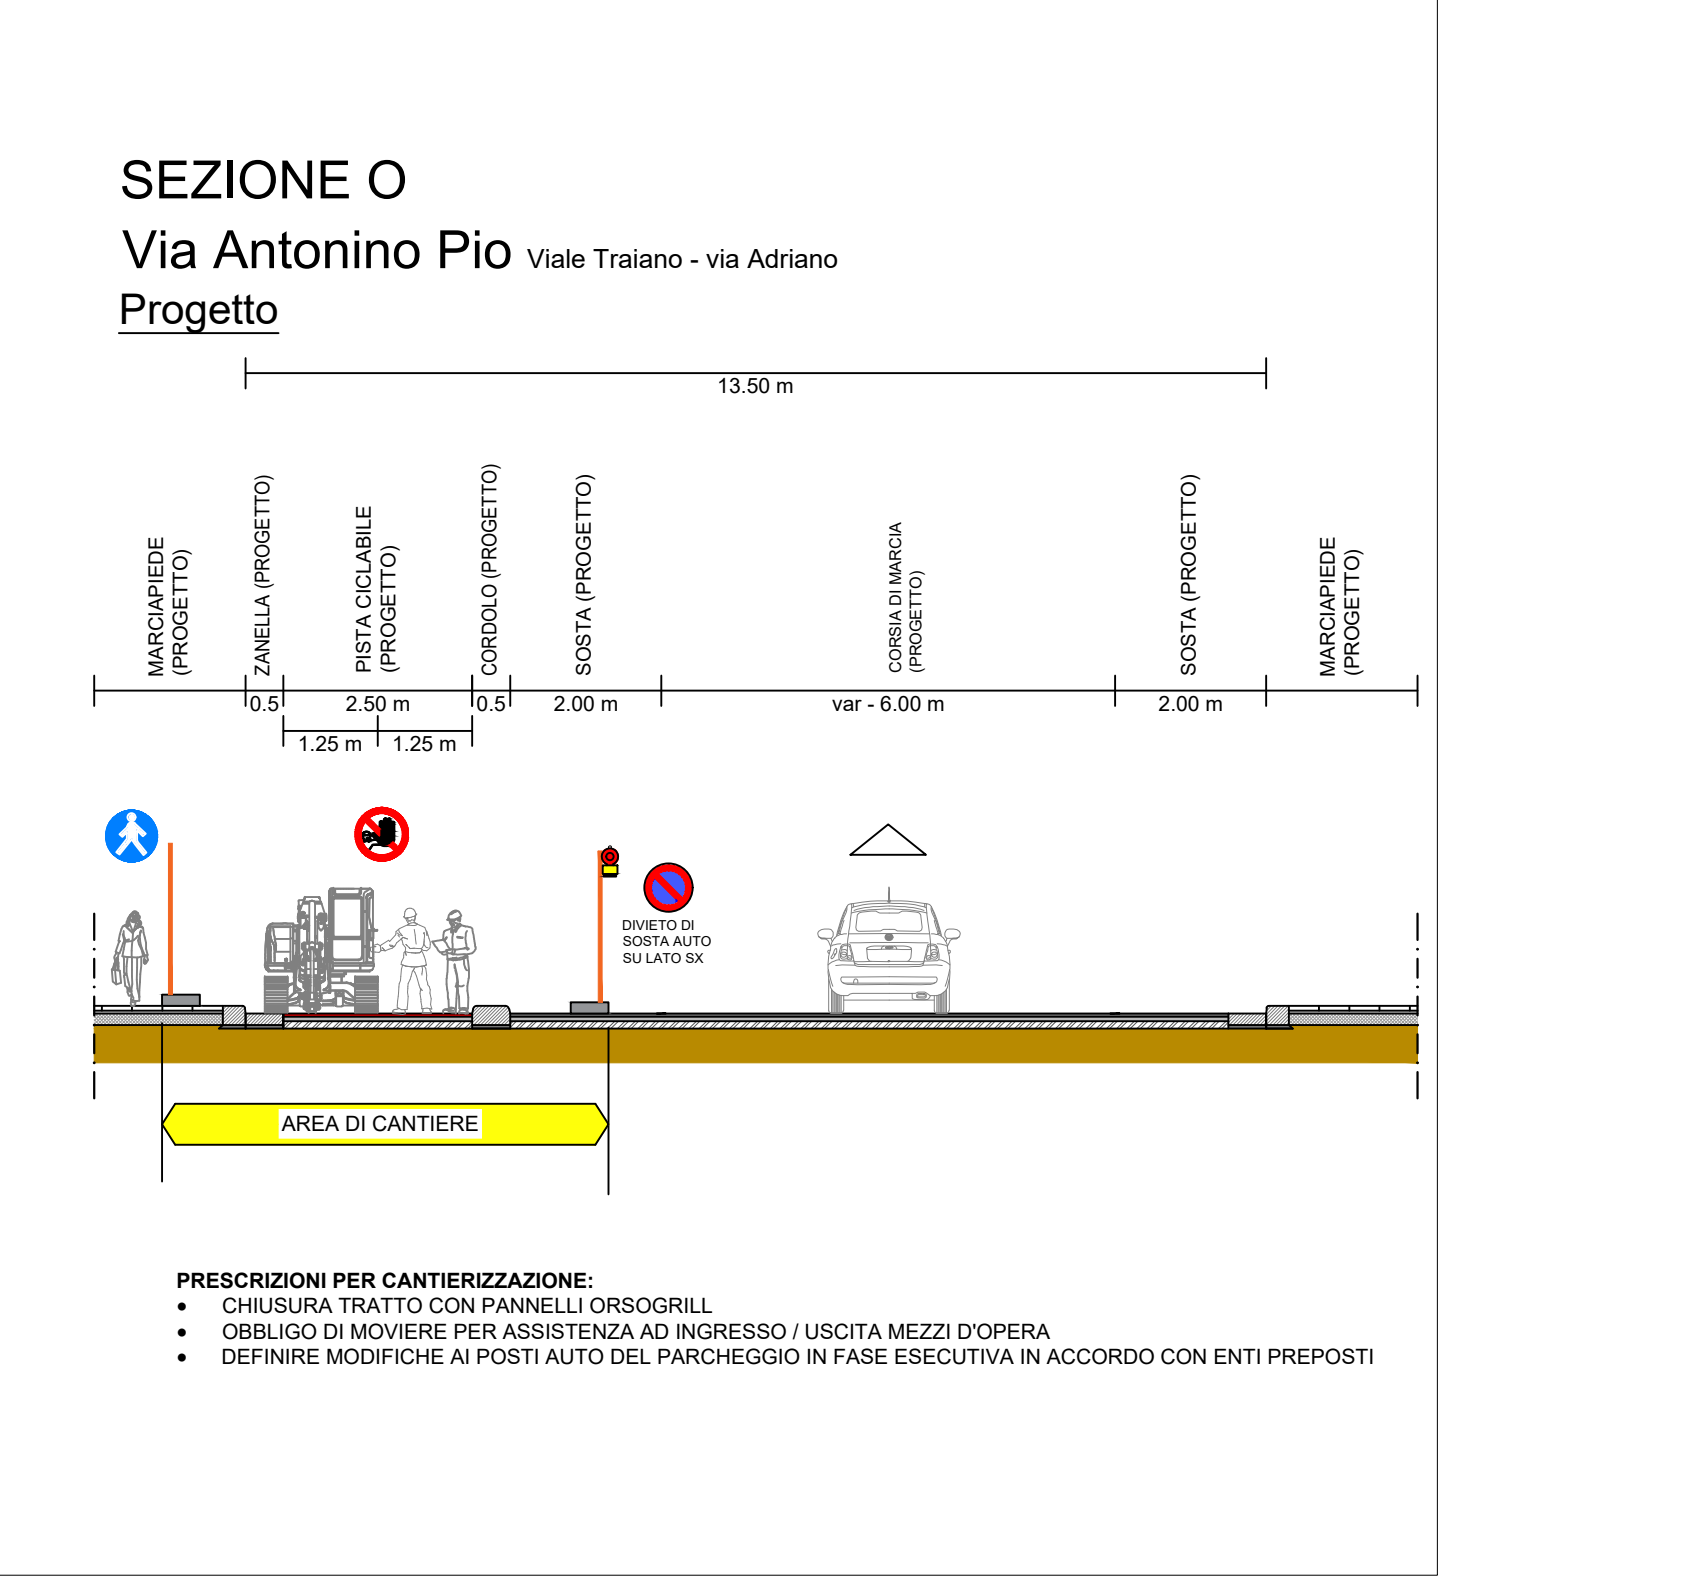 SEZIONE O
Via Antonino Pio Viale Traiano - via Adriano
Progetto
13.50 m
MARCIAPIEDE
(PROGETTO)
ZANELLA (PROGETTO)
PISTA CICLABILE
(PROGETTO)
CORDOLO (PROGETTO)
SOSTA (PROGETTO)
CORSIA DI MARCIA
(PROGETTO)
SOSTA (PROGETTO)
MARCIAPIEDE
(PROGETTO)
0.5 2.50 m 0.5 2.00 m var - 6.00 m 2.00 m
1.25 m 1.25 m
DIVIETO DI
SOSTA AUTO
SU LATO SX
AREA DI CANTIERE
PRESCRIZIONI PER CANTIERIZZAZIONE:
• CHIUSURA TRATTO CON PANNELLI ORSOGRILL
• OBBLIGO DI MOVIERE PER ASSISTENZA AD INGRESSO / USCITA MEZZI D'OPERA
• DEFINIRE MODIFICHE AI POSTI AUTO DEL PARCHEGGIO IN FASE ESECUTIVA IN ACCORDO CON ENTI PREPOSTI